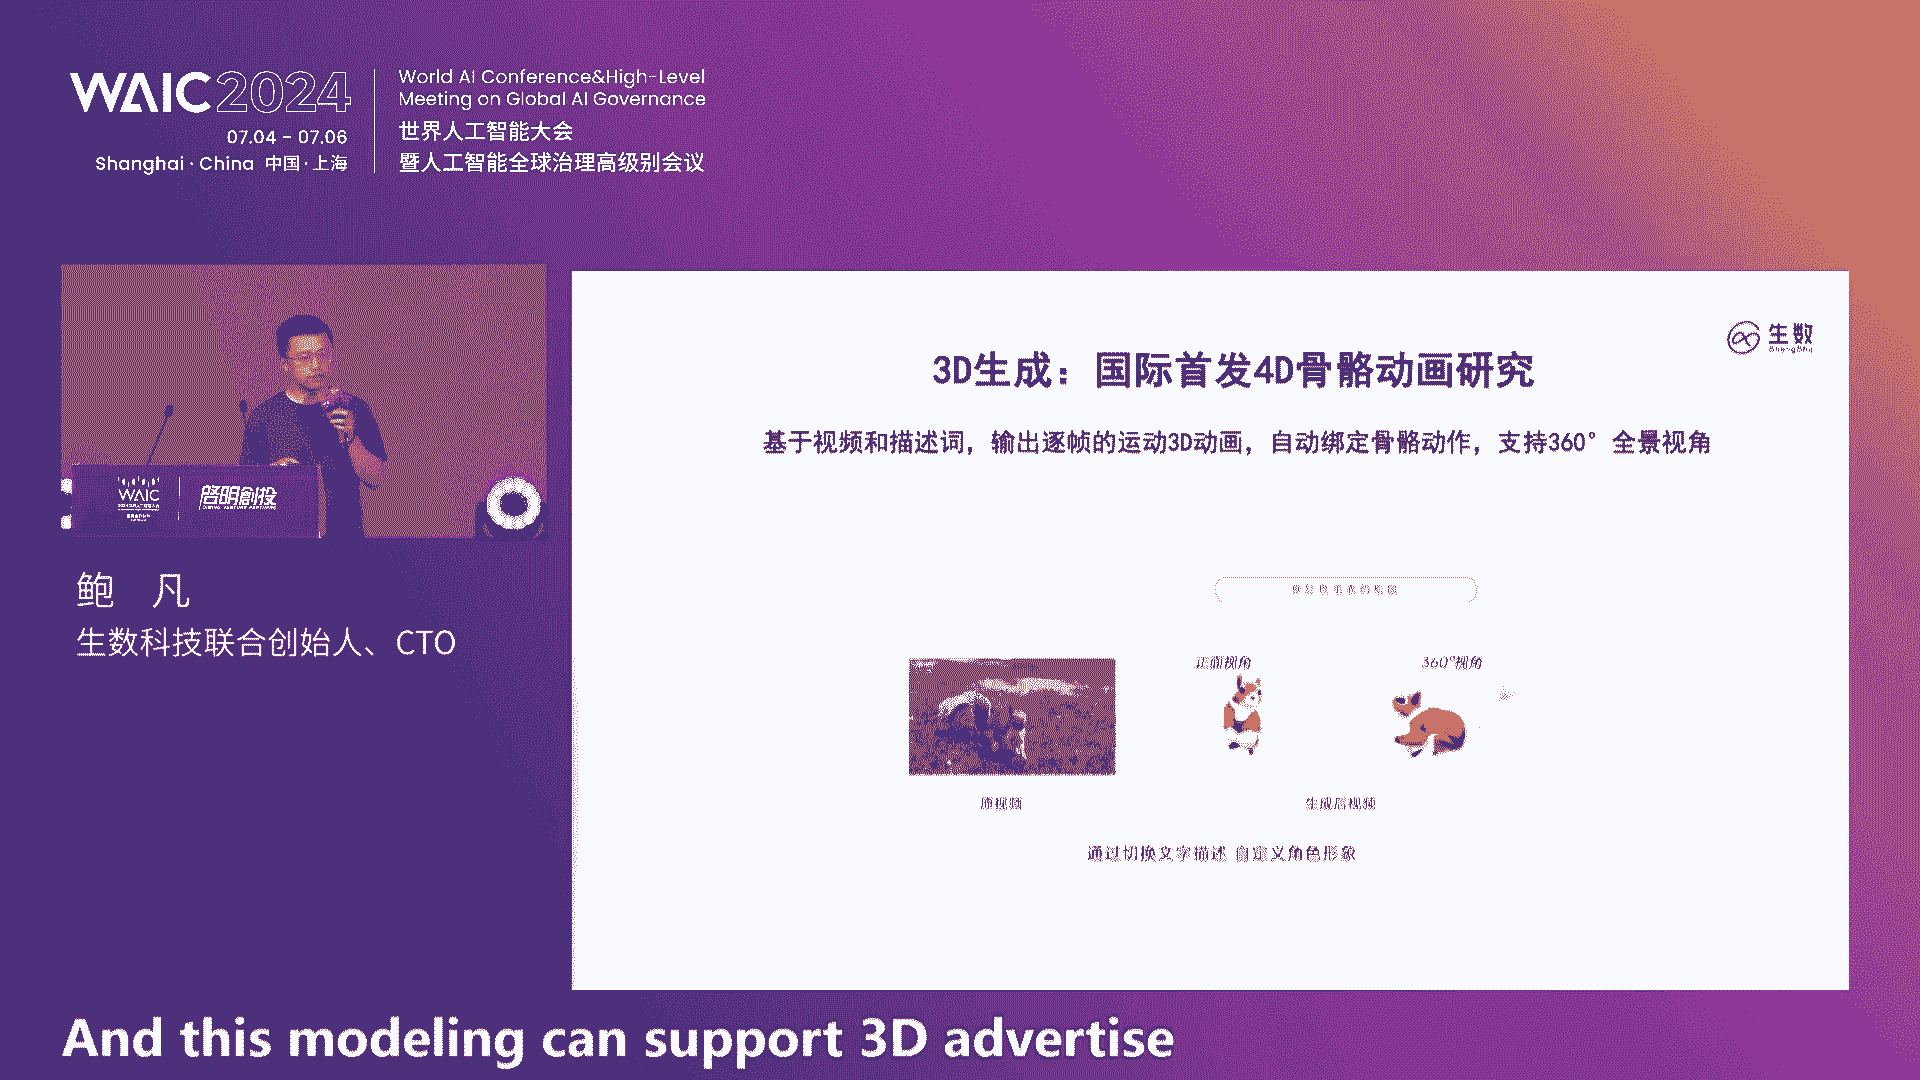 WAIC 2024
07.04 - 07.06
Shanghai · China 中国·上海
World AI Conference&High-Level
Meeting on Global AI Governance
世界人工智能大会
暨人工智能全球治理高级别会议
WAIC
启明创投
QIMING VENTURE PARTNERS
鲍 凡
生数科技联合创始人、CTO
生数
ShengShu
3D生成：国际首发4D骨骼动画研究
基于视频和描述词，输出逐帧的运动3D动画，自动绑定骨骼动作，支持360°全景视角
正面视角
360°视角
原视频
生成后视频
通过切换文字描述 自定义角色形象
And this modeling can support 3D advertise